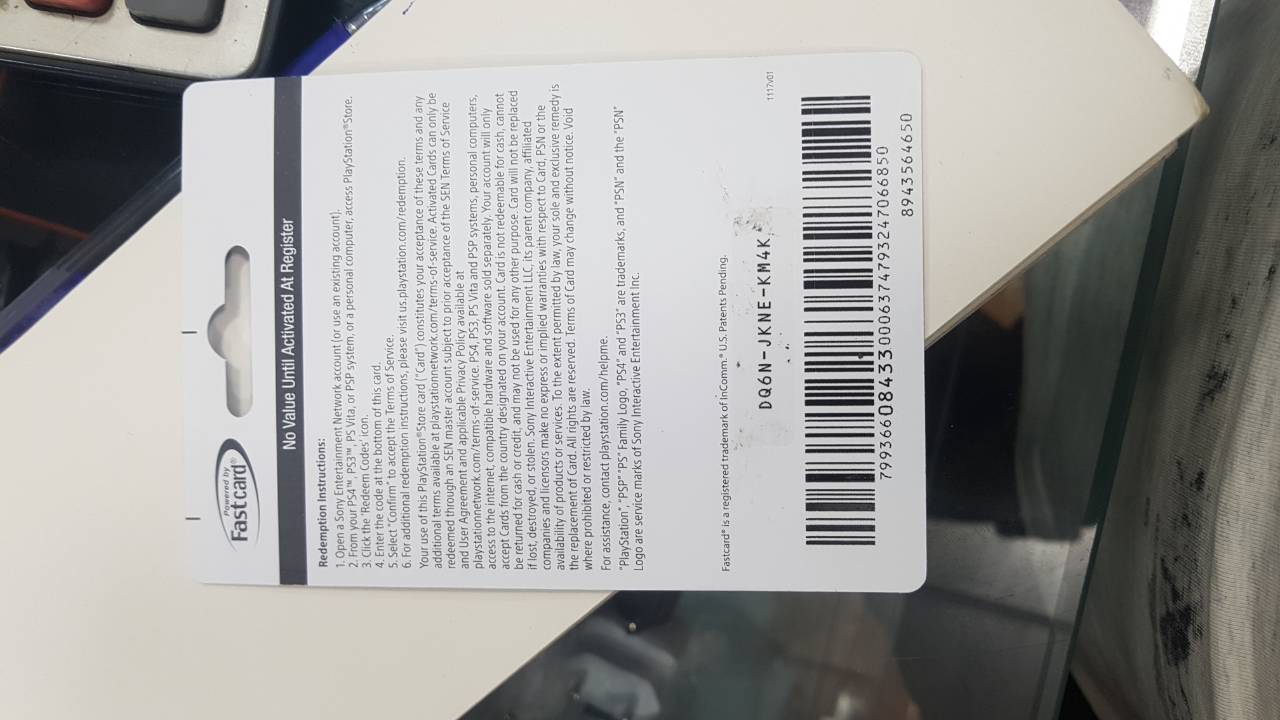 Powered by
Fastcard®
No Value Until Activated At Register
Redemption Instructions:
1. Open a Sony Entertainment Network account (or use an existing account).
2. From your PS4™, PS3™, PS Vita, or PSP system, or a personal computer, access PlayStation®Store.
3. Click the 'Redeem Codes' icon.
4. Enter the code at the bottom of this card.
5. Select "Confirm" to accept the Terms of Service.
6. For additional redemption instructions, please visit us.playstation.com/redemption.
Your use of this PlayStation®Store card ("Card") constitutes your acceptance of these terms and any
additional terms available at playstationnetwork.com/terms-of-service. Activated Cards can only be
redeemed through an SEN master account subject to prior acceptance of the SEN Terms of Service
and User Agreement and applicable Privacy Policy available at
playstationnetwork.com/terms-of-service. PS4, PS3, PS Vita and PSP systems, personal computers,
access to the Internet, compatible hardware and software sold separately. Your account will only
accept Cards from the country designated on your account. Card is not redeemable for cash, cannot
be returned for cash or credit, and may not be used for any other purpose. Card will not be replaced
if lost, destroyed, or stolen. Sony Interactive Entertainment LLC, its parent company, affiliated
companies and licensors make no express or implied warranties with respect to Card, PSN or the
availability of products or services. To the extent permitted by law, your sole and exclusive remedy is
the replacement of Card. All rights are reserved. Terms of Card may change without notice. Void
where prohibited or restricted by law.
For assistance, contact playstation.com/helpme.
"PlayStation", "PSP" "PS" Family Logo, "PS4" and "PS3" are trademarks, and "PSN" and the "PSN"
Logo are service marks of Sony Interactive Entertainment Inc.
Fastcard® is a registered trademark of InComm.® U.S. Patents Pending.
1117v01
DQ6N-JKNE-KM4K
799366084330006374793247066850
8943564650